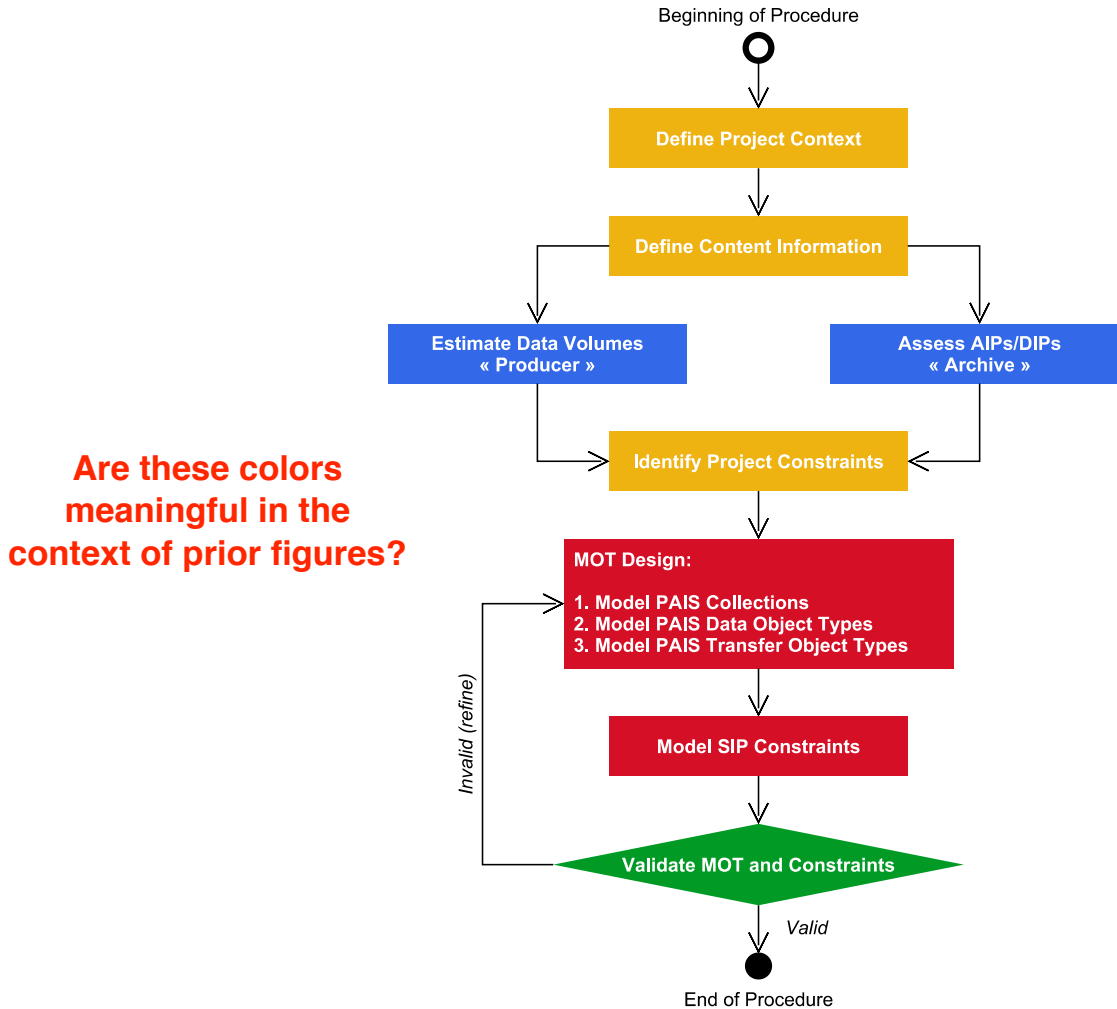 Beginning of Procedure
Define Project Context
Define Content Information
Estimate Data Volumes
« Producer »
Assess AIPs/DIPs
« Archive »
Identify Project Constraints
Are these colors
meaningful in the
context of prior figures?
MOT Design:
1. Model PAIS Collections
2. Model PAIS Data Object Types
3. Model PAIS Transfer Object Types
Invalid (refine)
Model SIP Constraints
Validate MOT and Constraints
Valid
End of Procedure